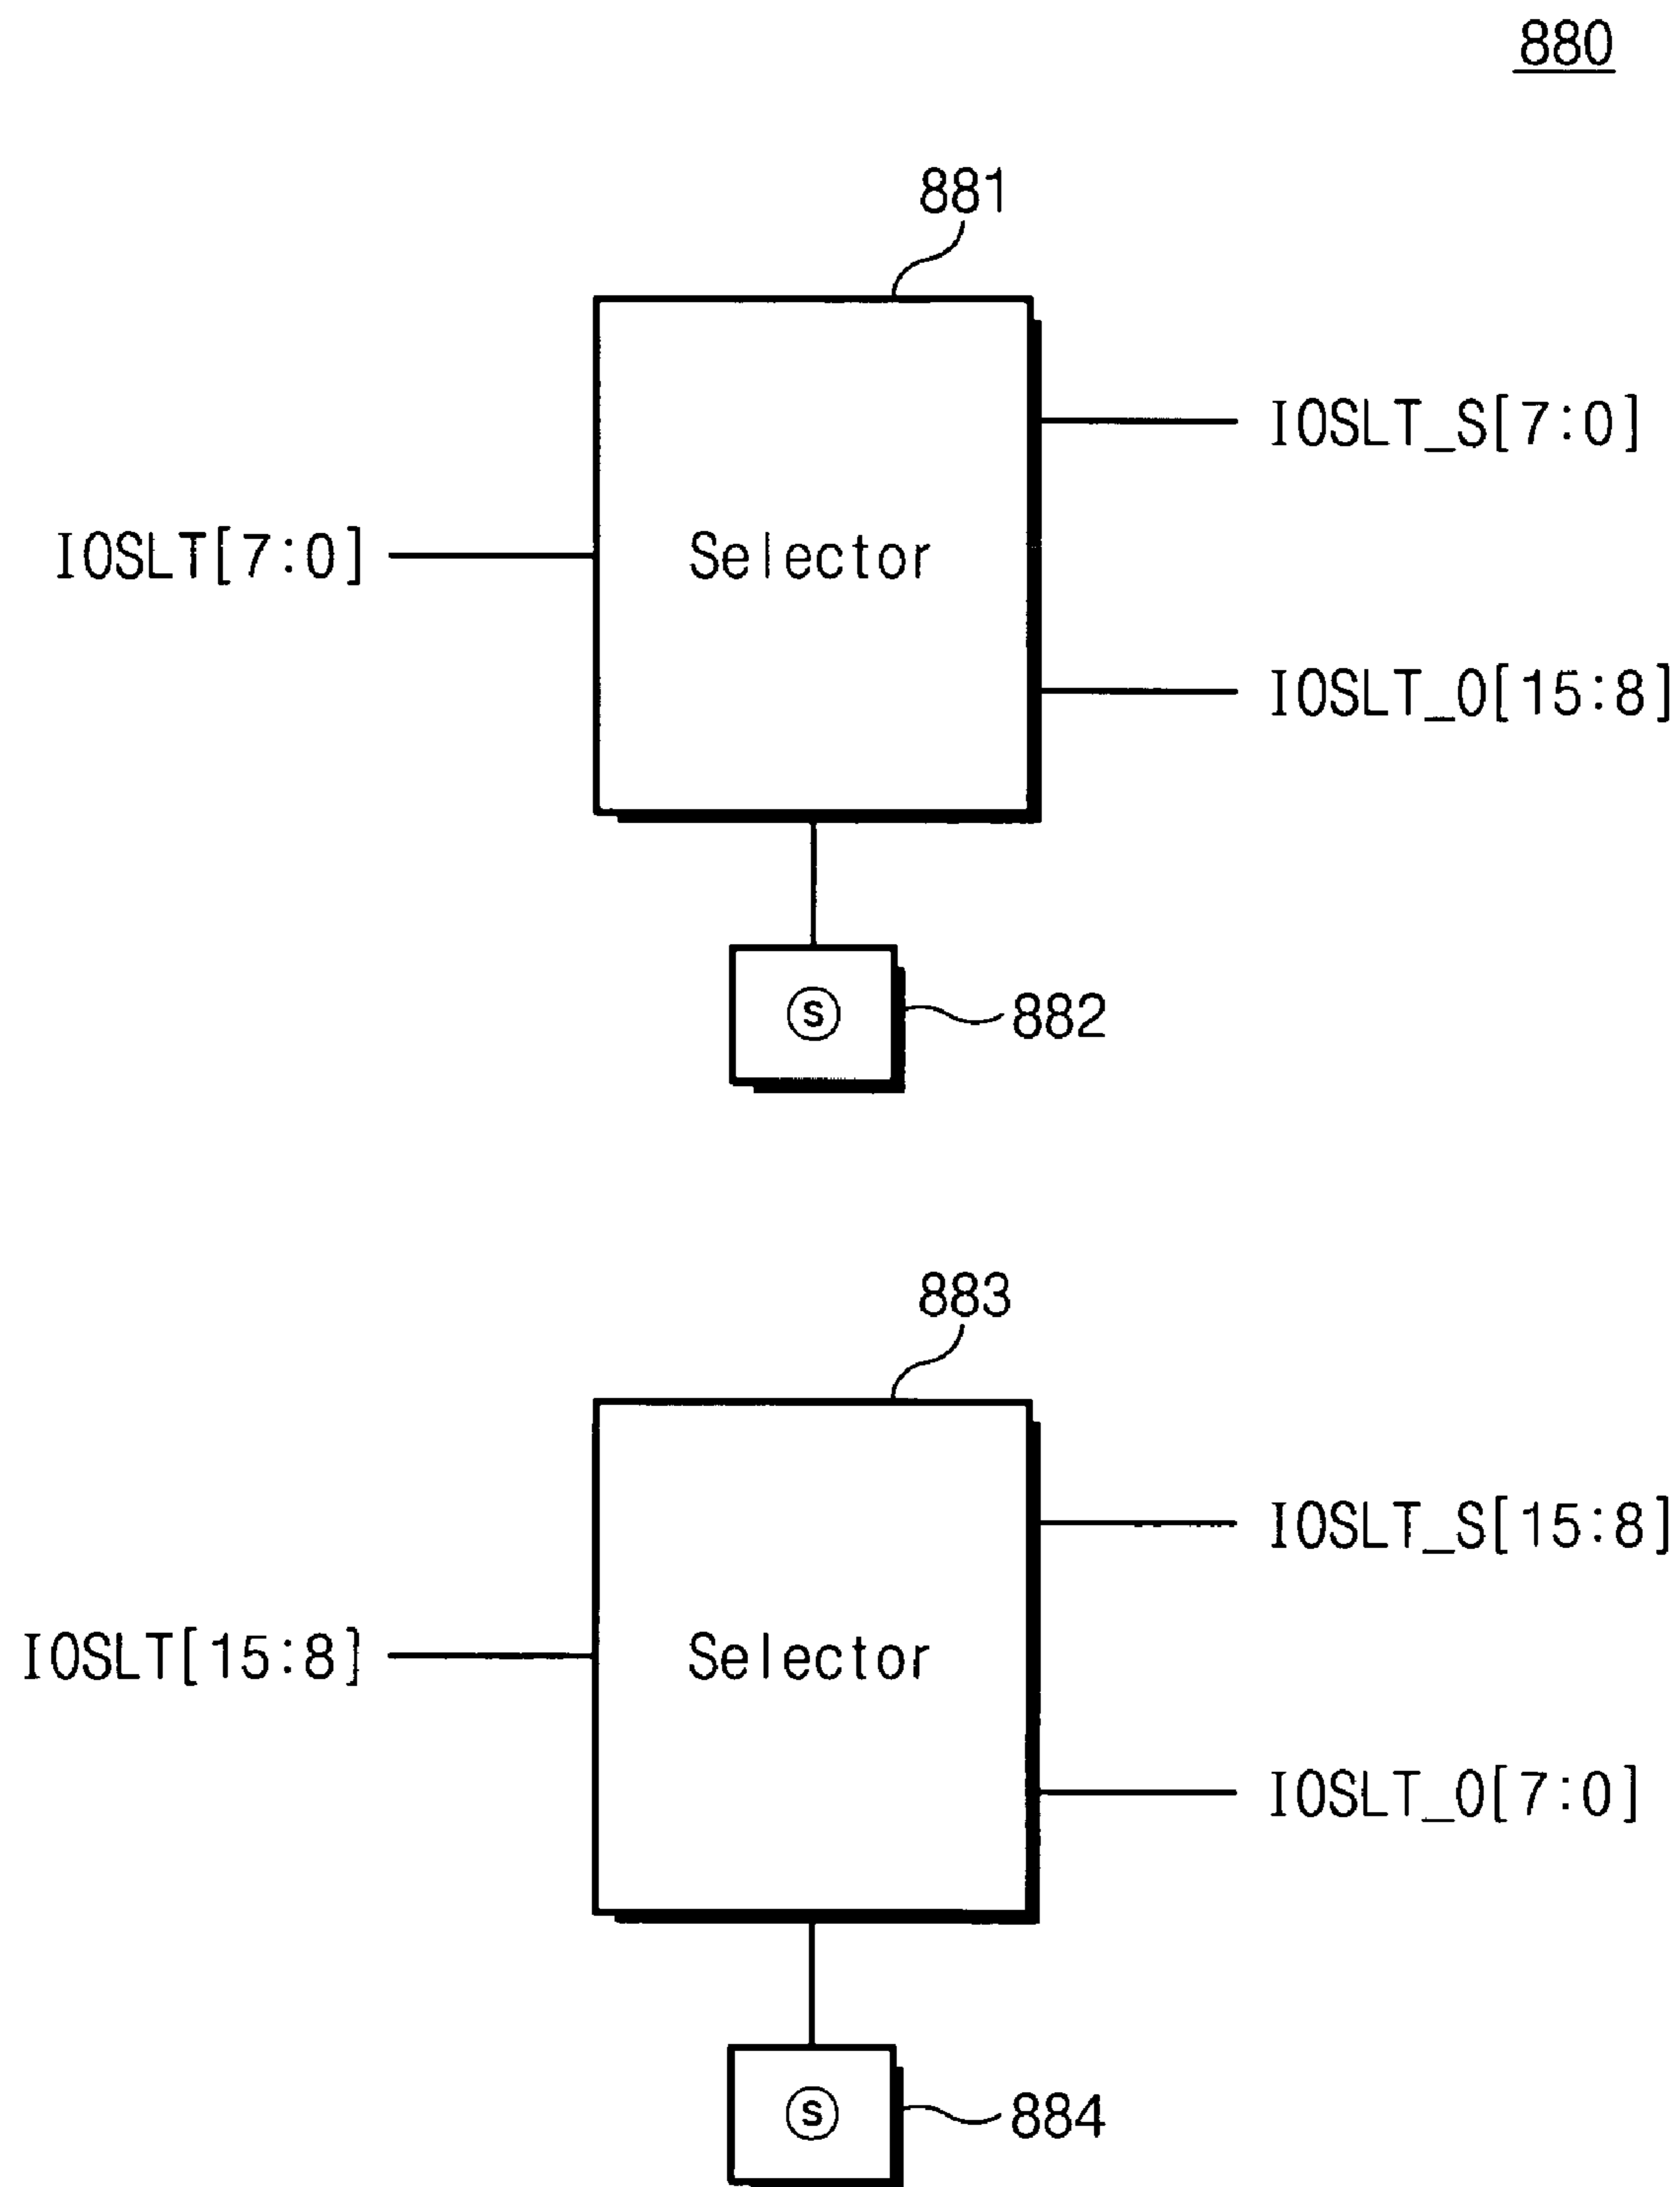 880
881
IOSLT_S[7:0]
IOSLT[7:0]
Selector
IOSLT_O[15:8]
S
882
883
IOSLT_S[15:8]
IOSLT[15:8]
Selector
IOSLT_O[7:0]
S
884